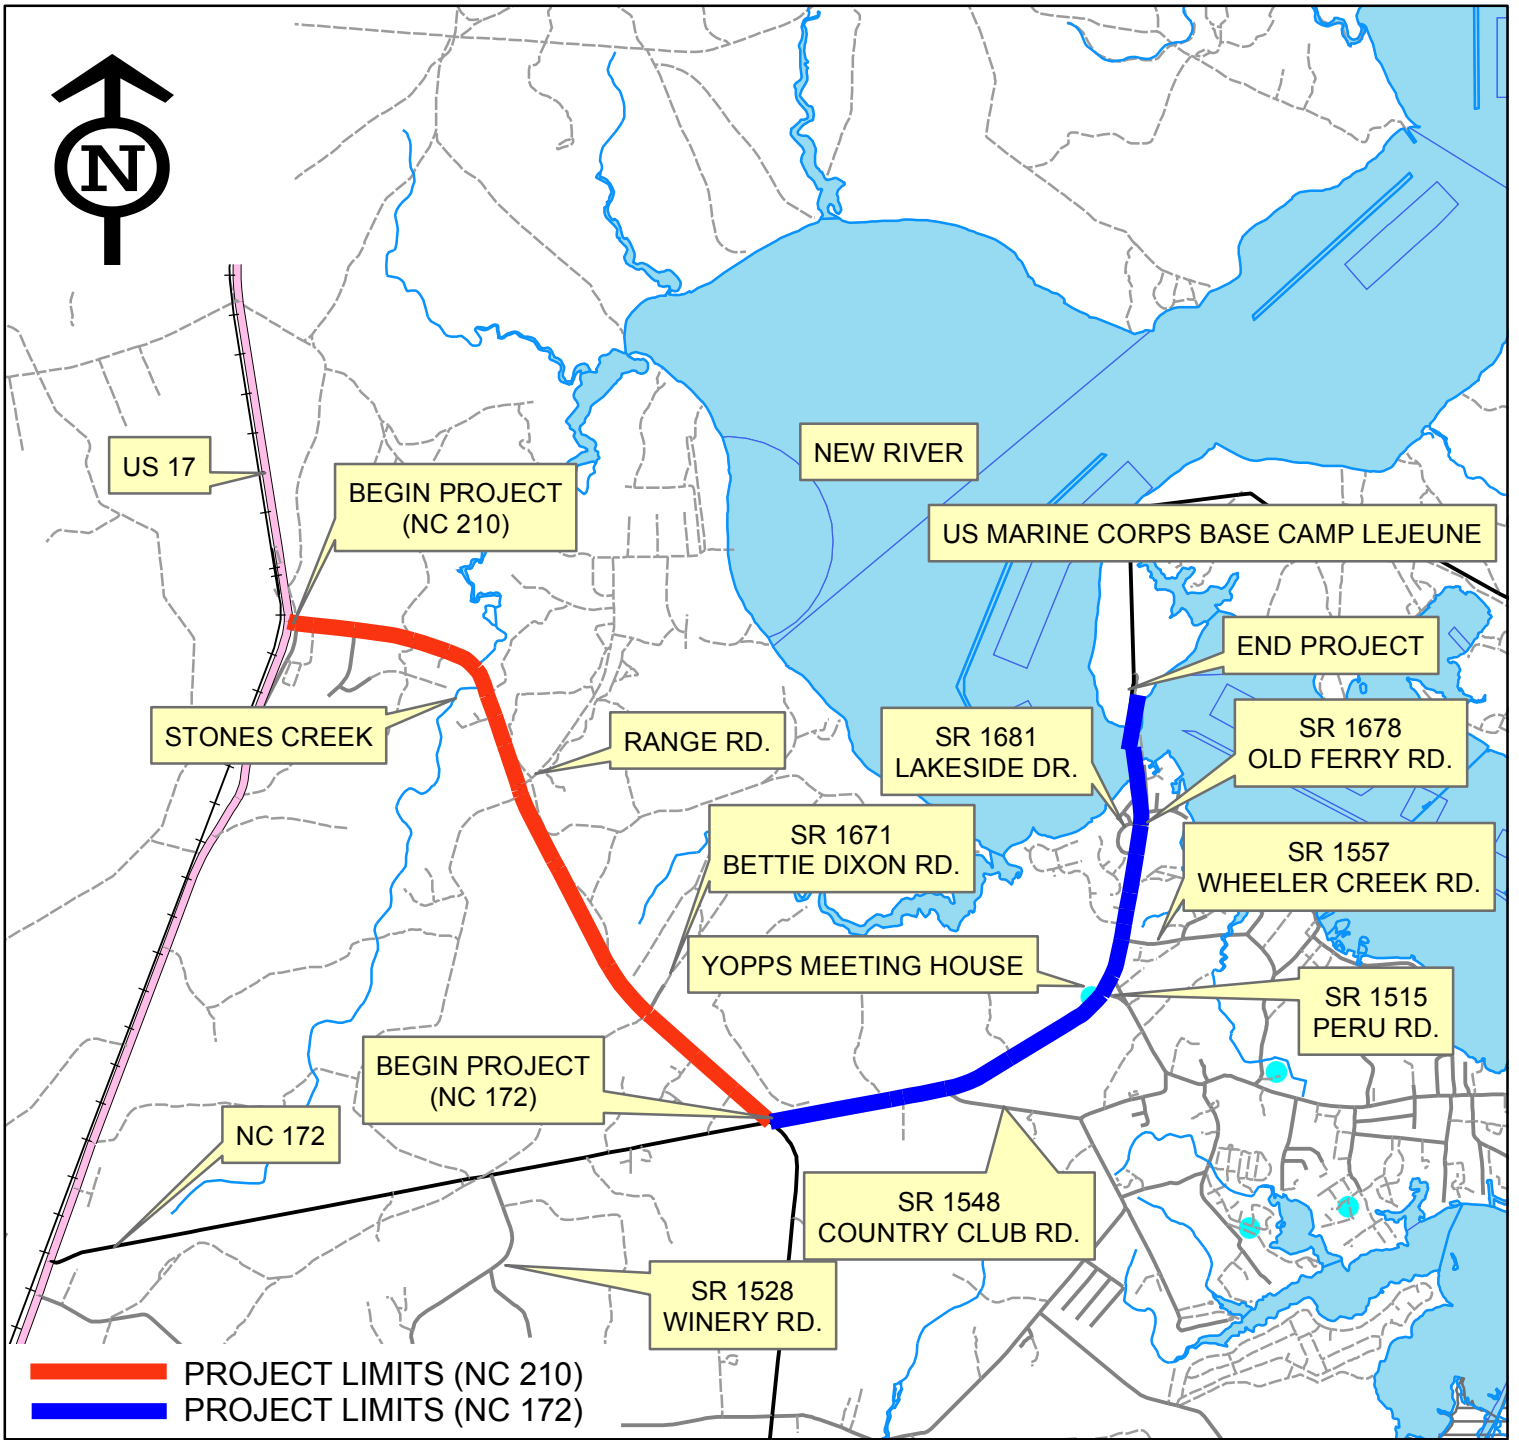 N
US 17
BEGIN PROJECT
(NC 210)
NEW RIVER
US MARINE CORPS BASE CAMP LEJEUNE
END PROJECT
STONES CREEK
RANGE RD.
SR 1681
LAKESIDE DR.
SR 1678
OLD FERRY RD.
SR 1671
BETTIE DIXON RD.
SR 1557
WHEELER CREEK RD.
YOPPS MEETING HOUSE
SR 1515
PERU RD.
BEGIN PROJECT
(NC 172)
NC 172
SR 1548
COUNTRY CLUB RD.
SR 1528
WINERY RD.
PROJECT LIMITS (NC 210)
PROJECT LIMITS (NC 172)